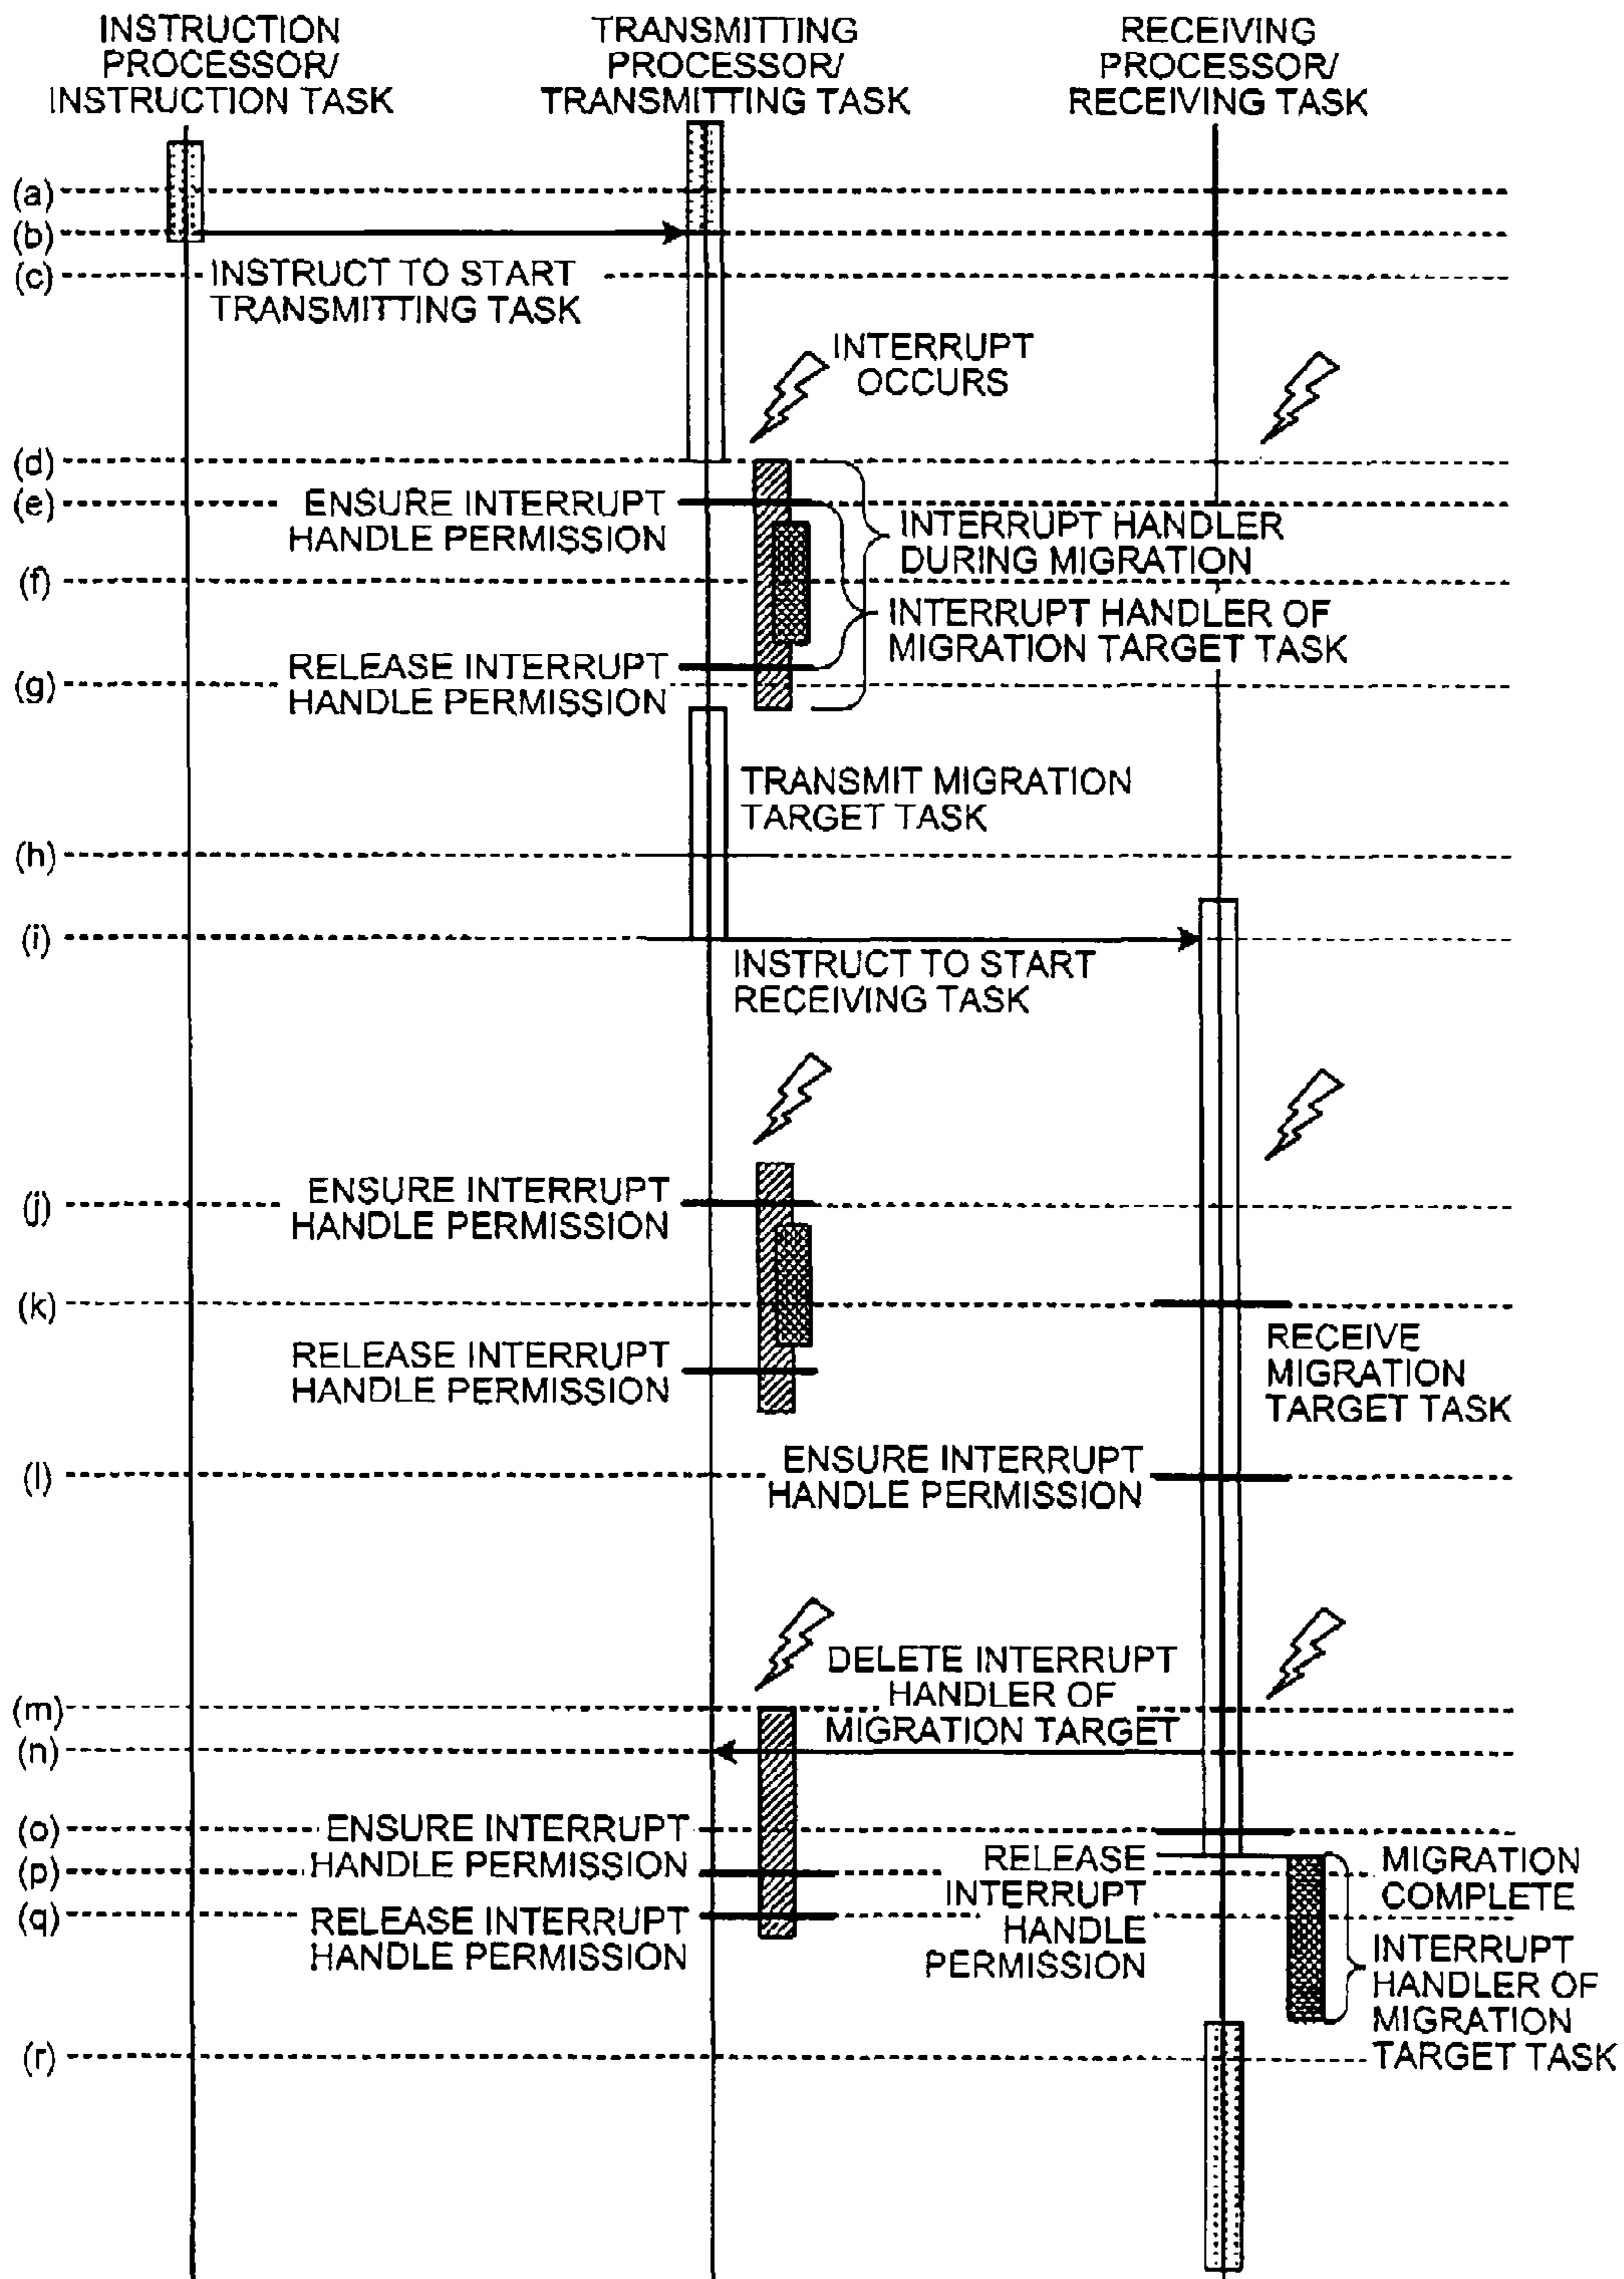 INSTRUCTION
PROCESSOR/
INSTRUCTION TASK
TRANSMITTING
PROCESSOR/
TRANSMITTING TASK
RECEIVING
PROCESSOR/
RECEIVING TASK
(a)
(b)
(c)
INSTRUCT TO START
TRANSMITTING TASK
INTERRUPT
OCCURS
(d)
(e)
ENSURE INTERRUPT
HANDLE PERMISSION
INTERRUPT HANDLER
DURING MIGRATION
(f)
INTERRUPT HANDLER OF
MIGRATION TARGET TASK
RELEASE INTERRUPT
HANDLE PERMISSION
(g)
TRANSMIT MIGRATION
TARGET TASK
(h)
(i)
INSTRUCT TO START
RECEIVING TASK
(j)
ENSURE INTERRUPT
HANDLE PERMISSION
(k)
RECEIVE
MIGRATION
TARGET TASK
RELEASE INTERRUPT
HANDLE PERMISSION
(l)
ENSURE INTERRUPT
HANDLE PERMISSION
DELETE INTERRUPT
HANDLER OF
MIGRATION TARGET
(m)
(n)
(o)
ENSURE INTERRUPT
HANDLE PERMISSION
(p)
RELEASE
INTERRUPT
HANDLE
PERMISSION
MIGRATION
COMPLETE
(q)
RELEASE INTERRUPT
HANDLE PERMISSION
INTERRUPT
HANDLER OF
MIGRATION
TARGET TASK
(r)